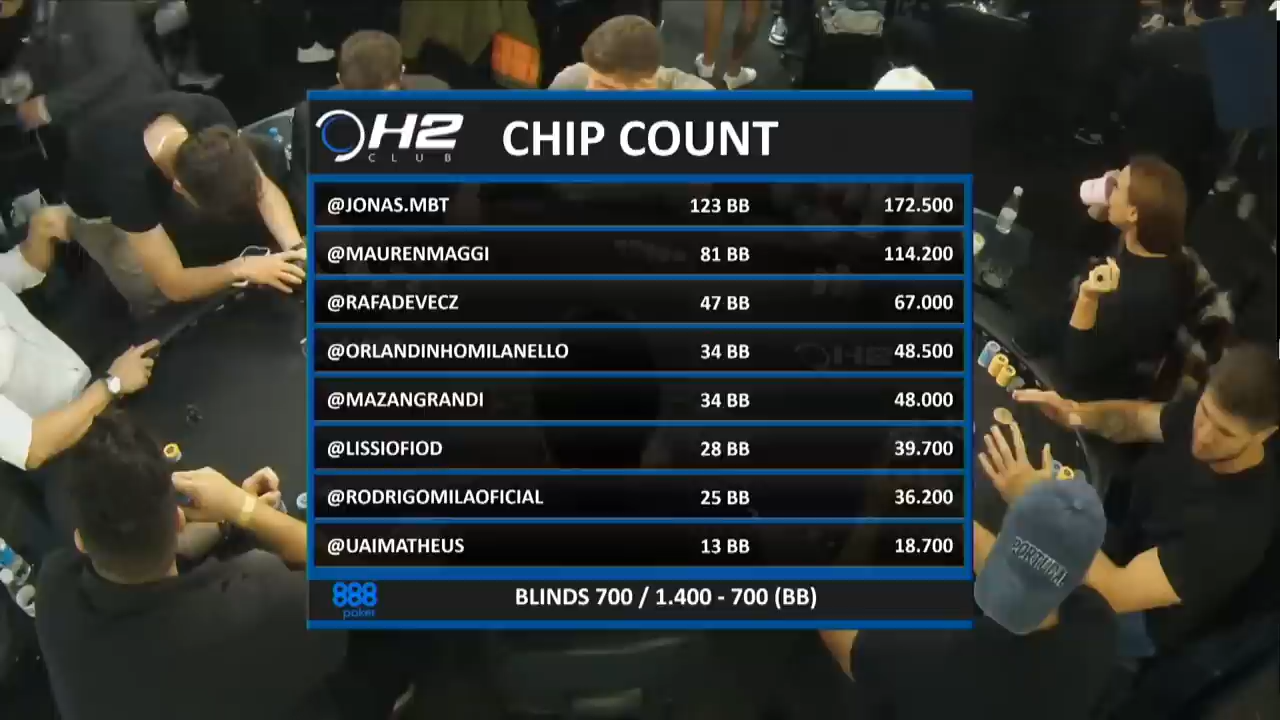 H2 CLUB
CHIP COUNT
@JONAS.MBT 123 BB 172.500
@MAURENMAGGI 81 BB 114.200
@RAFADEVECZ 47 BB 67.000
@ORLANDINHOMILANELLO 34 BB 48.500
@MAZANGRANDI 34 BB 48.000
@LISSIOFIOD 28 BB 39.700
@RODRIGOMILAOFICIAL 25 BB 36.200
@UAIMATHEUS 13 BB 18.700
888 poker
BLINDS 700 / 1.400 - 700 (BB)